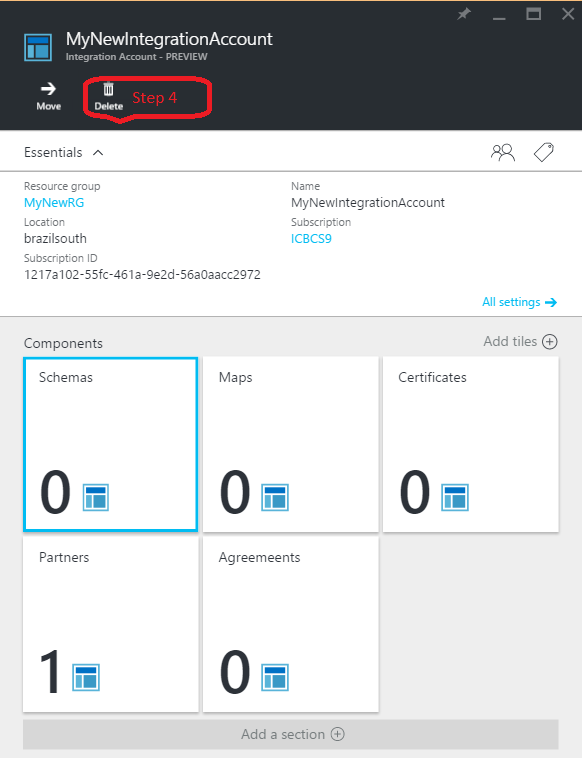 MyNewIntegrationAccount
Integration Account - PREVIEW
Move
Delete Step 4
Essentials
Resource group Name
MyNewRG MyNewIntegrationAccount
Location Subscription
brazilsouth ICBCS9
Subscription ID
1217a102-55fc-461a-9e2d-56a0aacc2972
All settings
Components Add tiles
Schemas Maps Certificates
0 0 0
Partners Agreemeents
1 0
Add a section